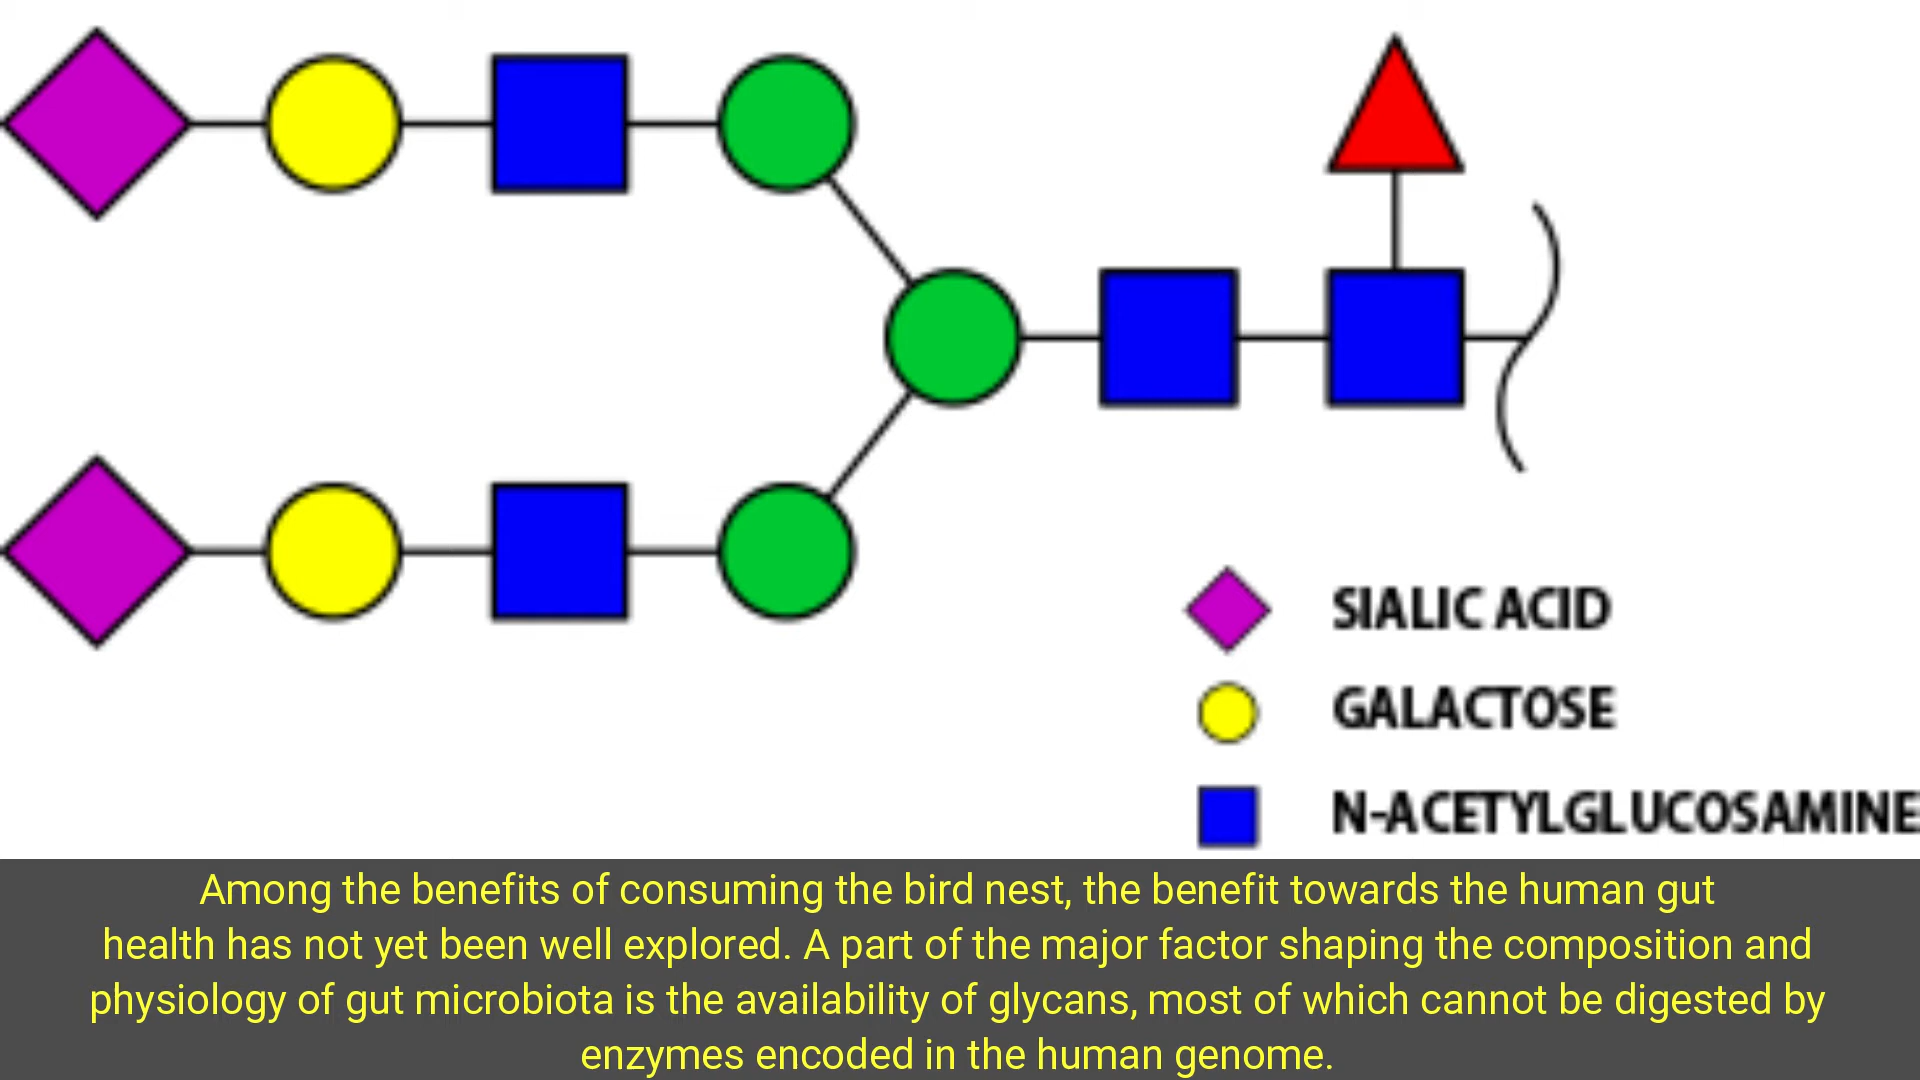 SIALIC ACID
GALACTOSE
N-ACETYLGLUCOSAMINE
Among the benefits of consuming the bird nest, the benefit towards the human gut
health has not yet been well explored. A part of the major factor shaping the composition and
physiology of gut microbiota is the availability of glycans, most of which cannot be digested by
enzymes encoded in the human genome.